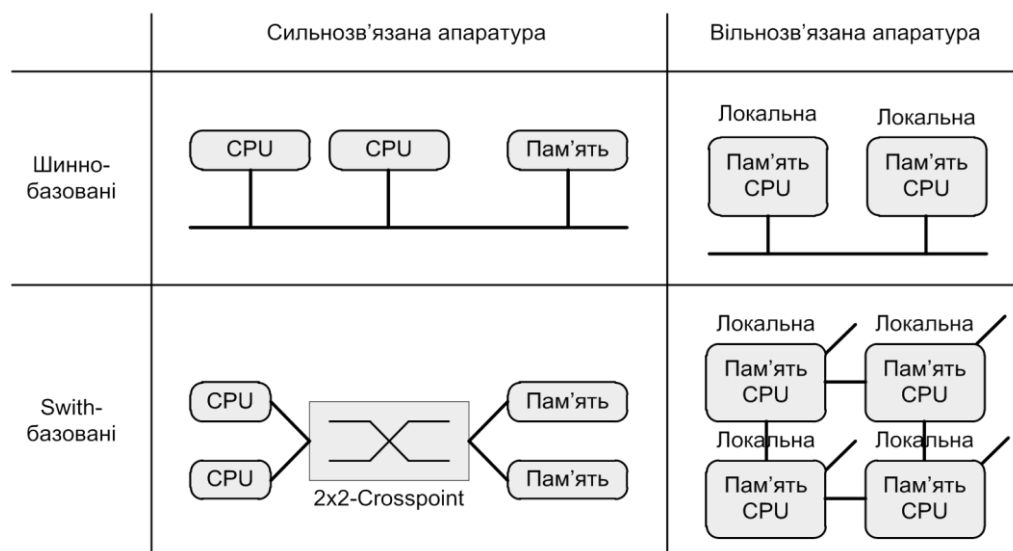 Сильнозв'язана апаратура
Вільнозв'язана апаратура
Шинно-
базовані
CPU
CPU
Пам'ять
Локальна
Локальна
Пам'ять
CPU
Пам'ять
CPU
Swith-
базовані
CPU
CPU
2x2-Crosspoint
Пам'ять
Пам'ять
Локальна
Локальна
Пам'ять
CPU
Пам'ять
CPU
Локальна
Локальна
Пам'ять
CPU
Пам'ять
CPU